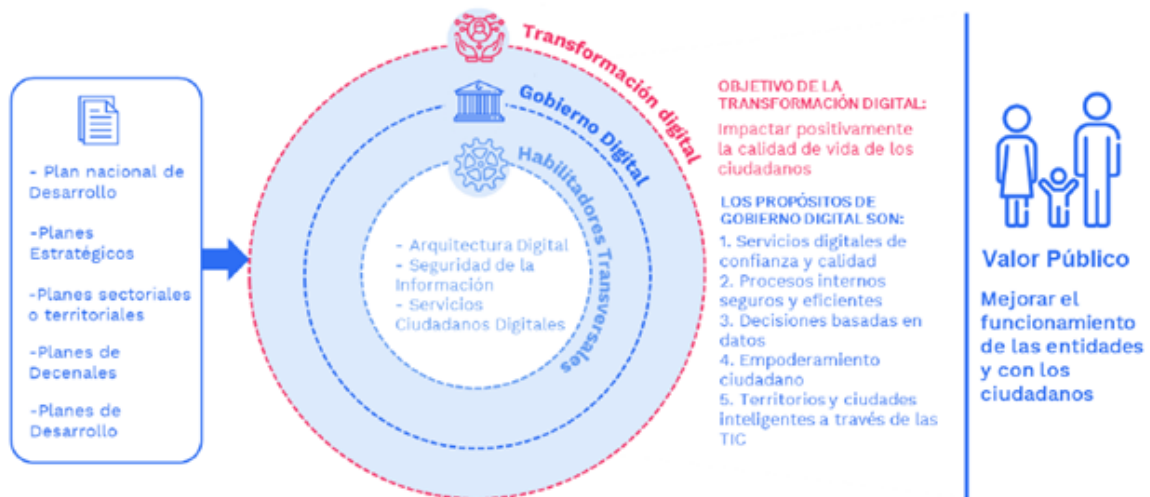 - Plan nacional de
Desarrollo
-Planes
Estratégicos
-Planes sectoriales
o territoriales
-Planes de
Decenales
-Planes de
Desarrollo
Transformación digital
Gobierno Digital
Habilitadores Transversales
- Arquitectura Digital
- Seguridad de la
Información
- Servicios
Ciudadanos Digitales
OBJETIVO DE LA
TRANSFORMACIÓN DIGITAL:
Impactar positivamente
la calidad de vida de los
ciudadanos
LOS PROPÓSITOS DE
GOBIERNO DIGITAL SON:
1. Servicios digitales de
confianza y calidad
2. Procesos internos
seguros y eficientes
3. Decisiones basadas en
datos
4. Empoderamiento
ciudadano
5. Territorios y ciudades
inteligentes a través de las
TIC
Valor Público
Mejorar el
funcionamiento
de las entidades
y con los
ciudadanos